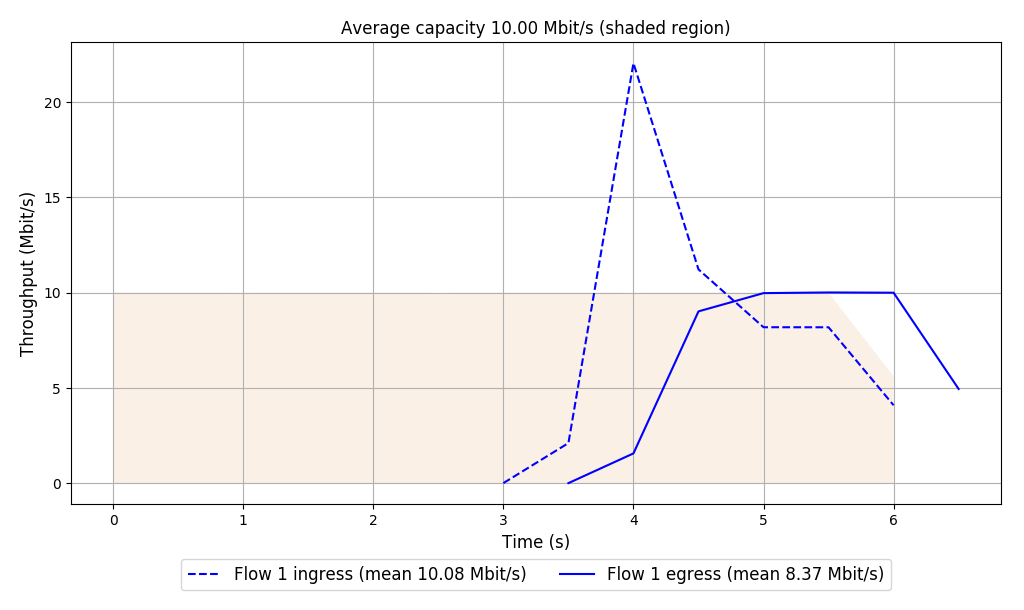 Average capacity 10.00 Mbit/s (shaded region)
Throughput (Mbit/s)
20
15
10
5
0
0 1 2 3 4 5 6
Time (s)
Flow 1 ingress (mean 10.08 Mbit/s) Flow 1 egress (mean 8.37 Mbit/s)